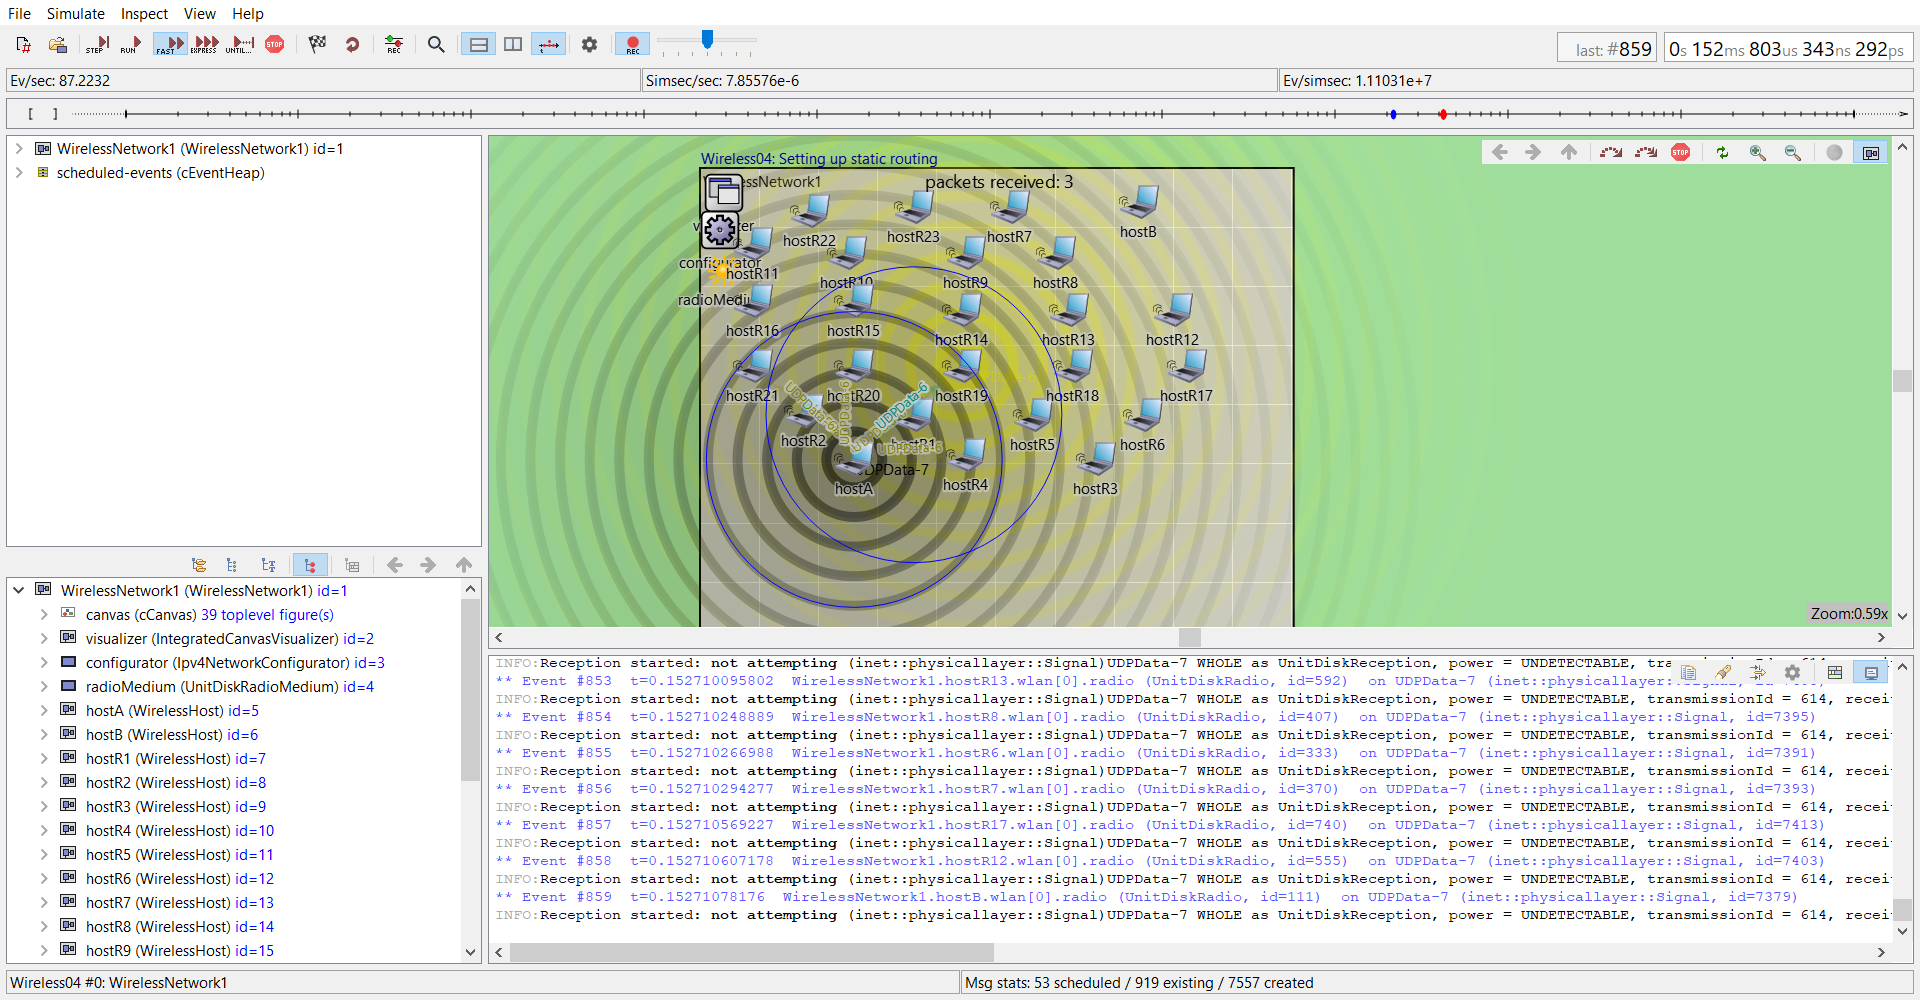 File Simulate Inspect View Help
STEP RUN FAST EXPRESS UNTIL... STOP REC REC
last: #859 0s 152ms 803us 343ns 292ps
Ev/sec: 87.2232 Simsec/sec: 7.85576e-6 Ev/simsec: 1.11031e+7
[ ]
WirelessNetwork1 (WirelessNetwork1) id=1
scheduled-events (cEventHeap)
WirelessNetwork1 (WirelessNetwork1) id=1
canvas (cCanvas) 39 toplevel figure(s)
visualizer (IntegratedCanvasVisualizer) id=2
configurator (Ipv4NetworkConfigurator) id=3
radioMedium (UnitDiskRadioMedium) id=4
hostA (WirelessHost) id=5
hostB (WirelessHost) id=6
hostR1 (WirelessHost) id=7
hostR2 (WirelessHost) id=8
hostR3 (WirelessHost) id=9
hostR4 (WirelessHost) id=10
hostR5 (WirelessHost) id=11
hostR6 (WirelessHost) id=12
hostR7 (WirelessHost) id=13
hostR8 (WirelessHost) id=14
hostR9 (WirelessHost) id=15
Wireless04: Setting up static routing
STOP
essNetwork1 packets received: 3
hostR22 hostR23 hostR7 hostB
configurator
hostR11 hostR10 hostR9 hostR8
radioMediu
hostR16 hostR15 hostR14 hostR13 hostR12
hostR21 hostR20 hostR19 hostR18 hostR17
UDPData-6 UDPData-6 UDPData-6
hostR2 hostR1 hostR5 hostR6
UDPData-6
UDPData-7
hostA hostR4 hostR3
Zoom:0.59x
INFO:Reception started: not attempting (inet::physicallayer::Signal)UDPData-7 WHOLE as UnitDiskReception, power = UNDETECTABLE, transmissionId = 614, recei
** Event #853 t=0.152710095802 WirelessNetwork1.hostR13.wlan[0].radio (UnitDiskRadio, id=592) on UDPData-7 (inet::physicallayer::Signal,
INFO:Reception started: not attempting (inet::physicallayer::Signal)UDPData-7 WHOLE as UnitDiskReception, power = UNDETECTABLE, transmissionId = 614, recei
** Event #854 t=0.152710248889 WirelessNetwork1.hostR8.wlan[0].radio (UnitDiskRadio, id=407) on UDPData-7 (inet::physicallayer::Signal, id=7395)
INFO:Reception started: not attempting (inet::physicallayer::Signal)UDPData-7 WHOLE as UnitDiskReception, power = UNDETECTABLE, transmissionId = 614, recei
** Event #855 t=0.152710266988 WirelessNetwork1.hostR6.wlan[0].radio (UnitDiskRadio, id=333) on UDPData-7 (inet::physicallayer::Signal, id=7391)
INFO:Reception started: not attempting (inet::physicallayer::Signal)UDPData-7 WHOLE as UnitDiskReception, power = UNDETECTABLE, transmissionId = 614, recei
** Event #856 t=0.152710294277 WirelessNetwork1.hostR7.wlan[0].radio (UnitDiskRadio, id=370) on UDPData-7 (inet::physicallayer::Signal, id=7393)
INFO:Reception started: not attempting (inet::physicallayer::Signal)UDPData-7 WHOLE as UnitDiskReception, power = UNDETECTABLE, transmissionId = 614, recei
** Event #857 t=0.152710569227 WirelessNetwork1.hostR17.wlan[0].radio (UnitDiskRadio, id=740) on UDPData-7 (inet::physicallayer::Signal, id=7413)
INFO:Reception started: not attempting (inet::physicallayer::Signal)UDPData-7 WHOLE as UnitDiskReception, power = UNDETECTABLE, transmissionId = 614, recei
** Event #858 t=0.152710607178 WirelessNetwork1.hostR12.wlan[0].radio (UnitDiskRadio, id=555) on UDPData-7 (inet::physicallayer::Signal, id=7403)
INFO:Reception started: not attempting (inet::physicallayer::Signal)UDPData-7 WHOLE as UnitDiskReception, power = UNDETECTABLE, transmissionId = 614, recei
** Event #859 t=0.15271078176 WirelessNetwork1.hostB.wlan[0].radio (UnitDiskRadio, id=111) on UDPData-7 (inet::physicallayer::Signal, id=7379)
INFO:Reception started: not attempting (inet::physicallayer::Signal)UDPData-7 WHOLE as UnitDiskReception, power = UNDETECTABLE, transmissionId = 614, recei
Wireless04 #0: WirelessNetwork1 Msg stats: 53 scheduled / 919 existing / 7557 created